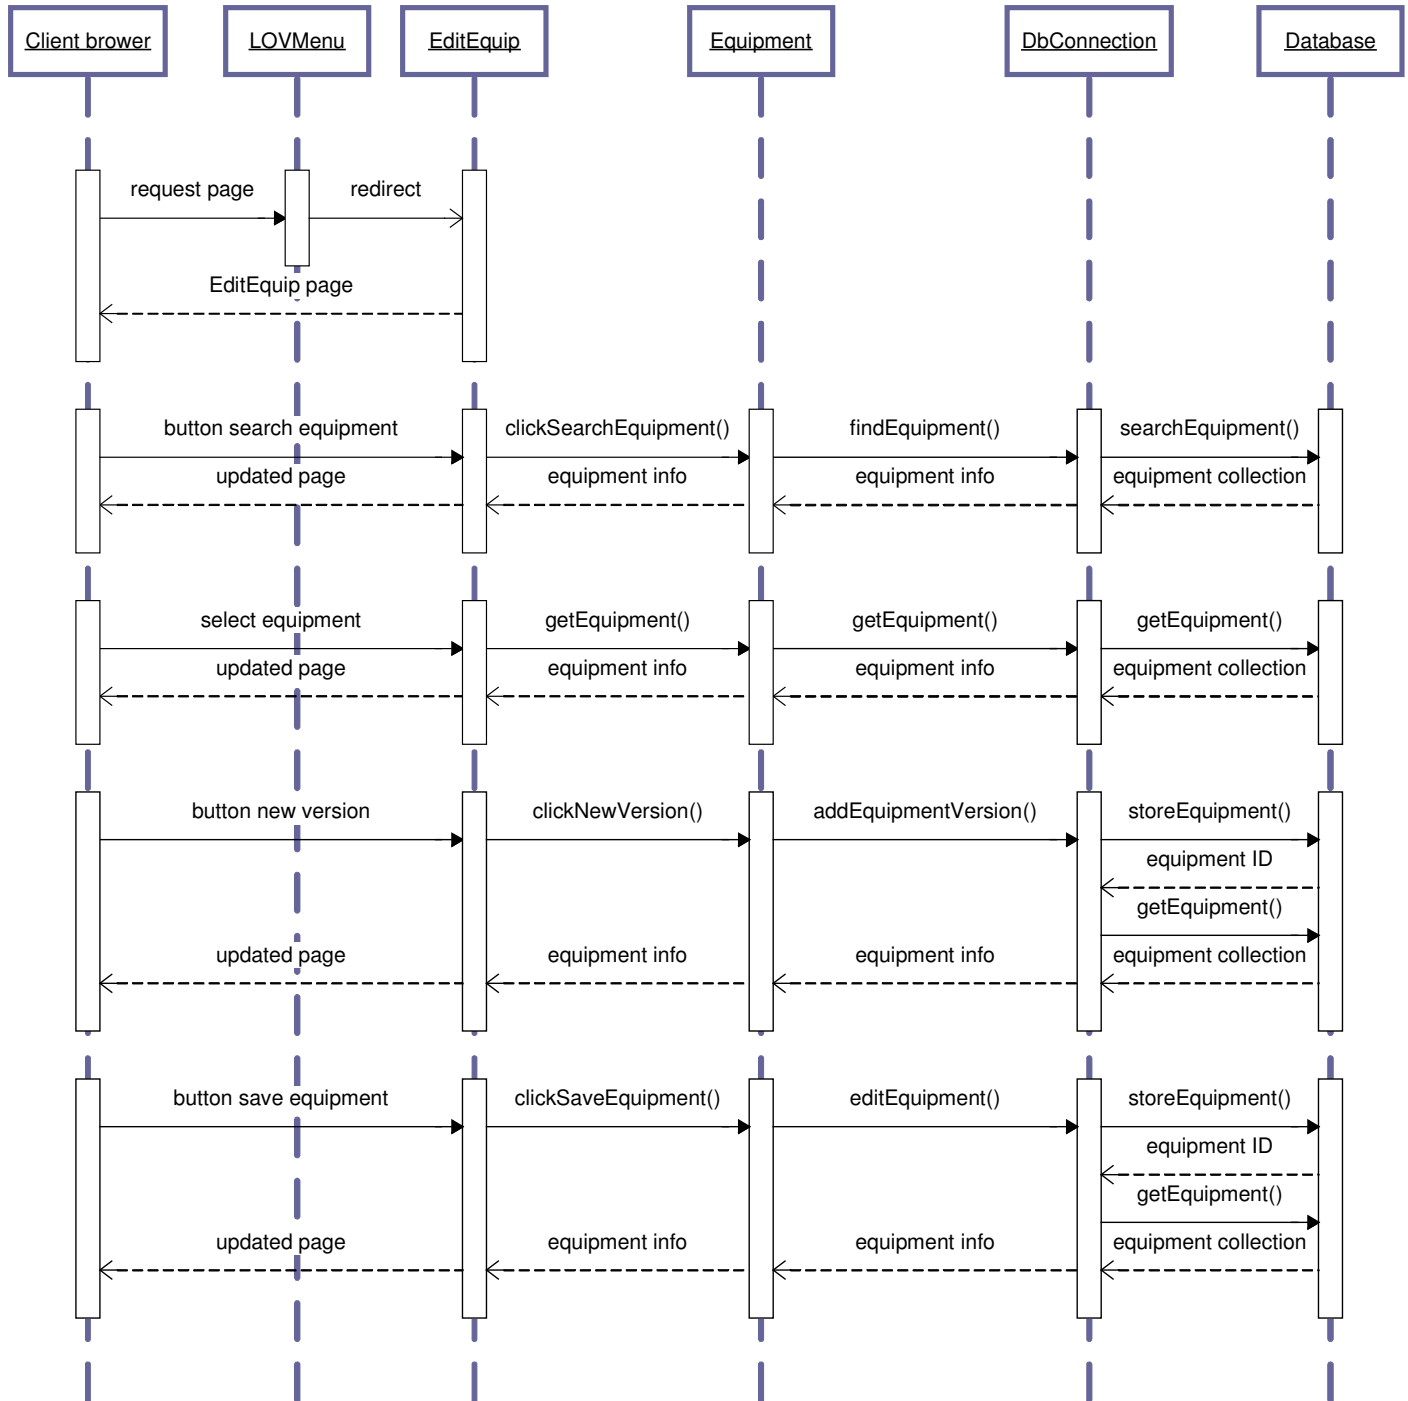 Client brower
LOVMenu
EditEquip
Equipment
DbConnection
Database
request page
redirect
EditEquip page
button search equipment
clickSearchEquipment()
findEquipment()
searchEquipment()
updated page
equipment info
equipment info
equipment collection
select equipment
getEquipment()
getEquipment()
getEquipment()
updated page
equipment info
equipment info
equipment collection
button new version
clickNewVersion()
addEquipmentVersion()
storeEquipment()
equipment ID
getEquipment()
updated page
equipment info
equipment info
equipment collection
button save equipment
clickSaveEquipment()
editEquipment()
storeEquipment()
equipment ID
getEquipment()
updated page
equipment info
equipment info
equipment collection